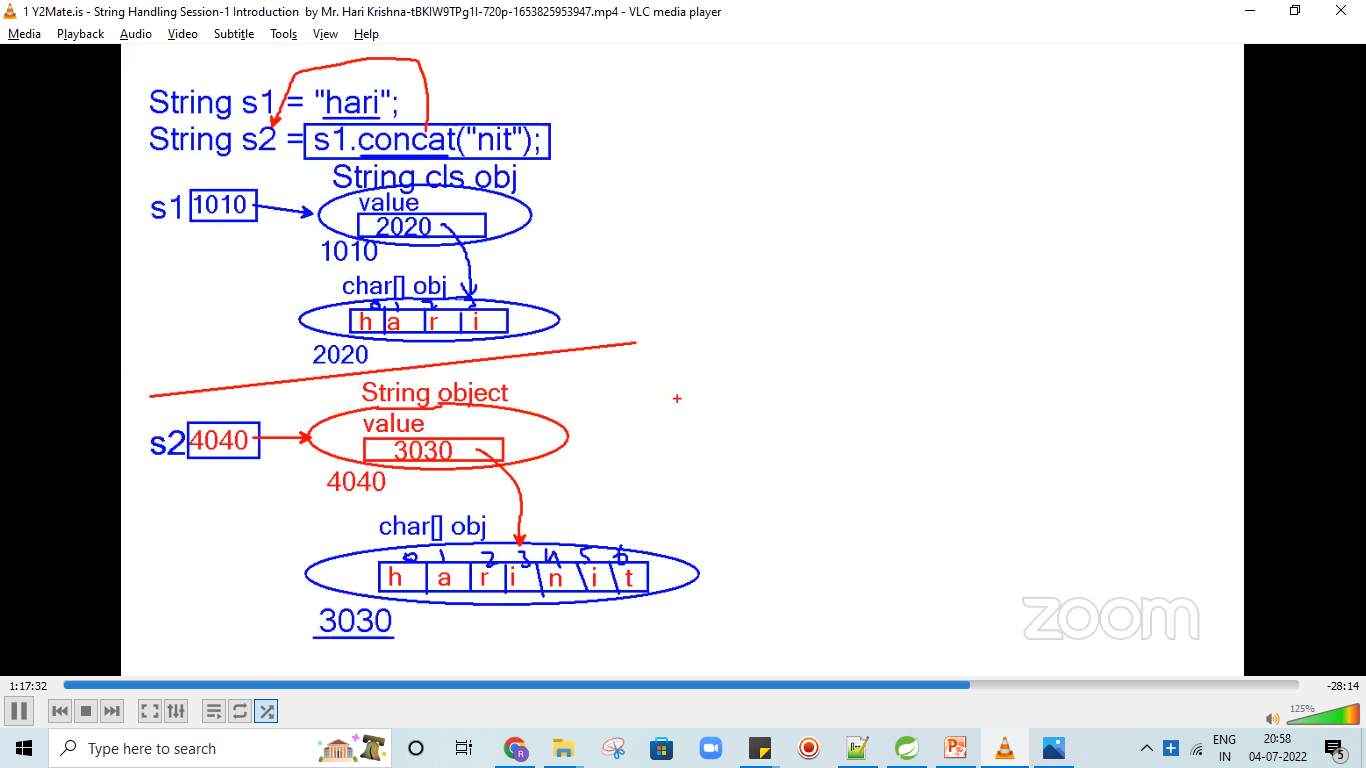 1 Y2Mate.is - String Handling Session-1 Introduction by Mr. Hari Krishna-tBKlW9TPg1I-720p-1653825953947.mp4 - VLC media player
Media Playback Audio Video Subtitle Tools View Help
String s1 = "hari";
String s2 = s1.concat("nit");
String cls obj
value
s1 1010
2020
1010
char[] obj
0 1 2 3
h a r i
2020
String object
value
s2 4040
3030
4040
char[] obj
0 1 2 3 4 5 6
h a r i n i t
3030
zoom
1:17:32
-28:14
125%
Type here to search
ENG
IN
20:58
04-07-2022
5